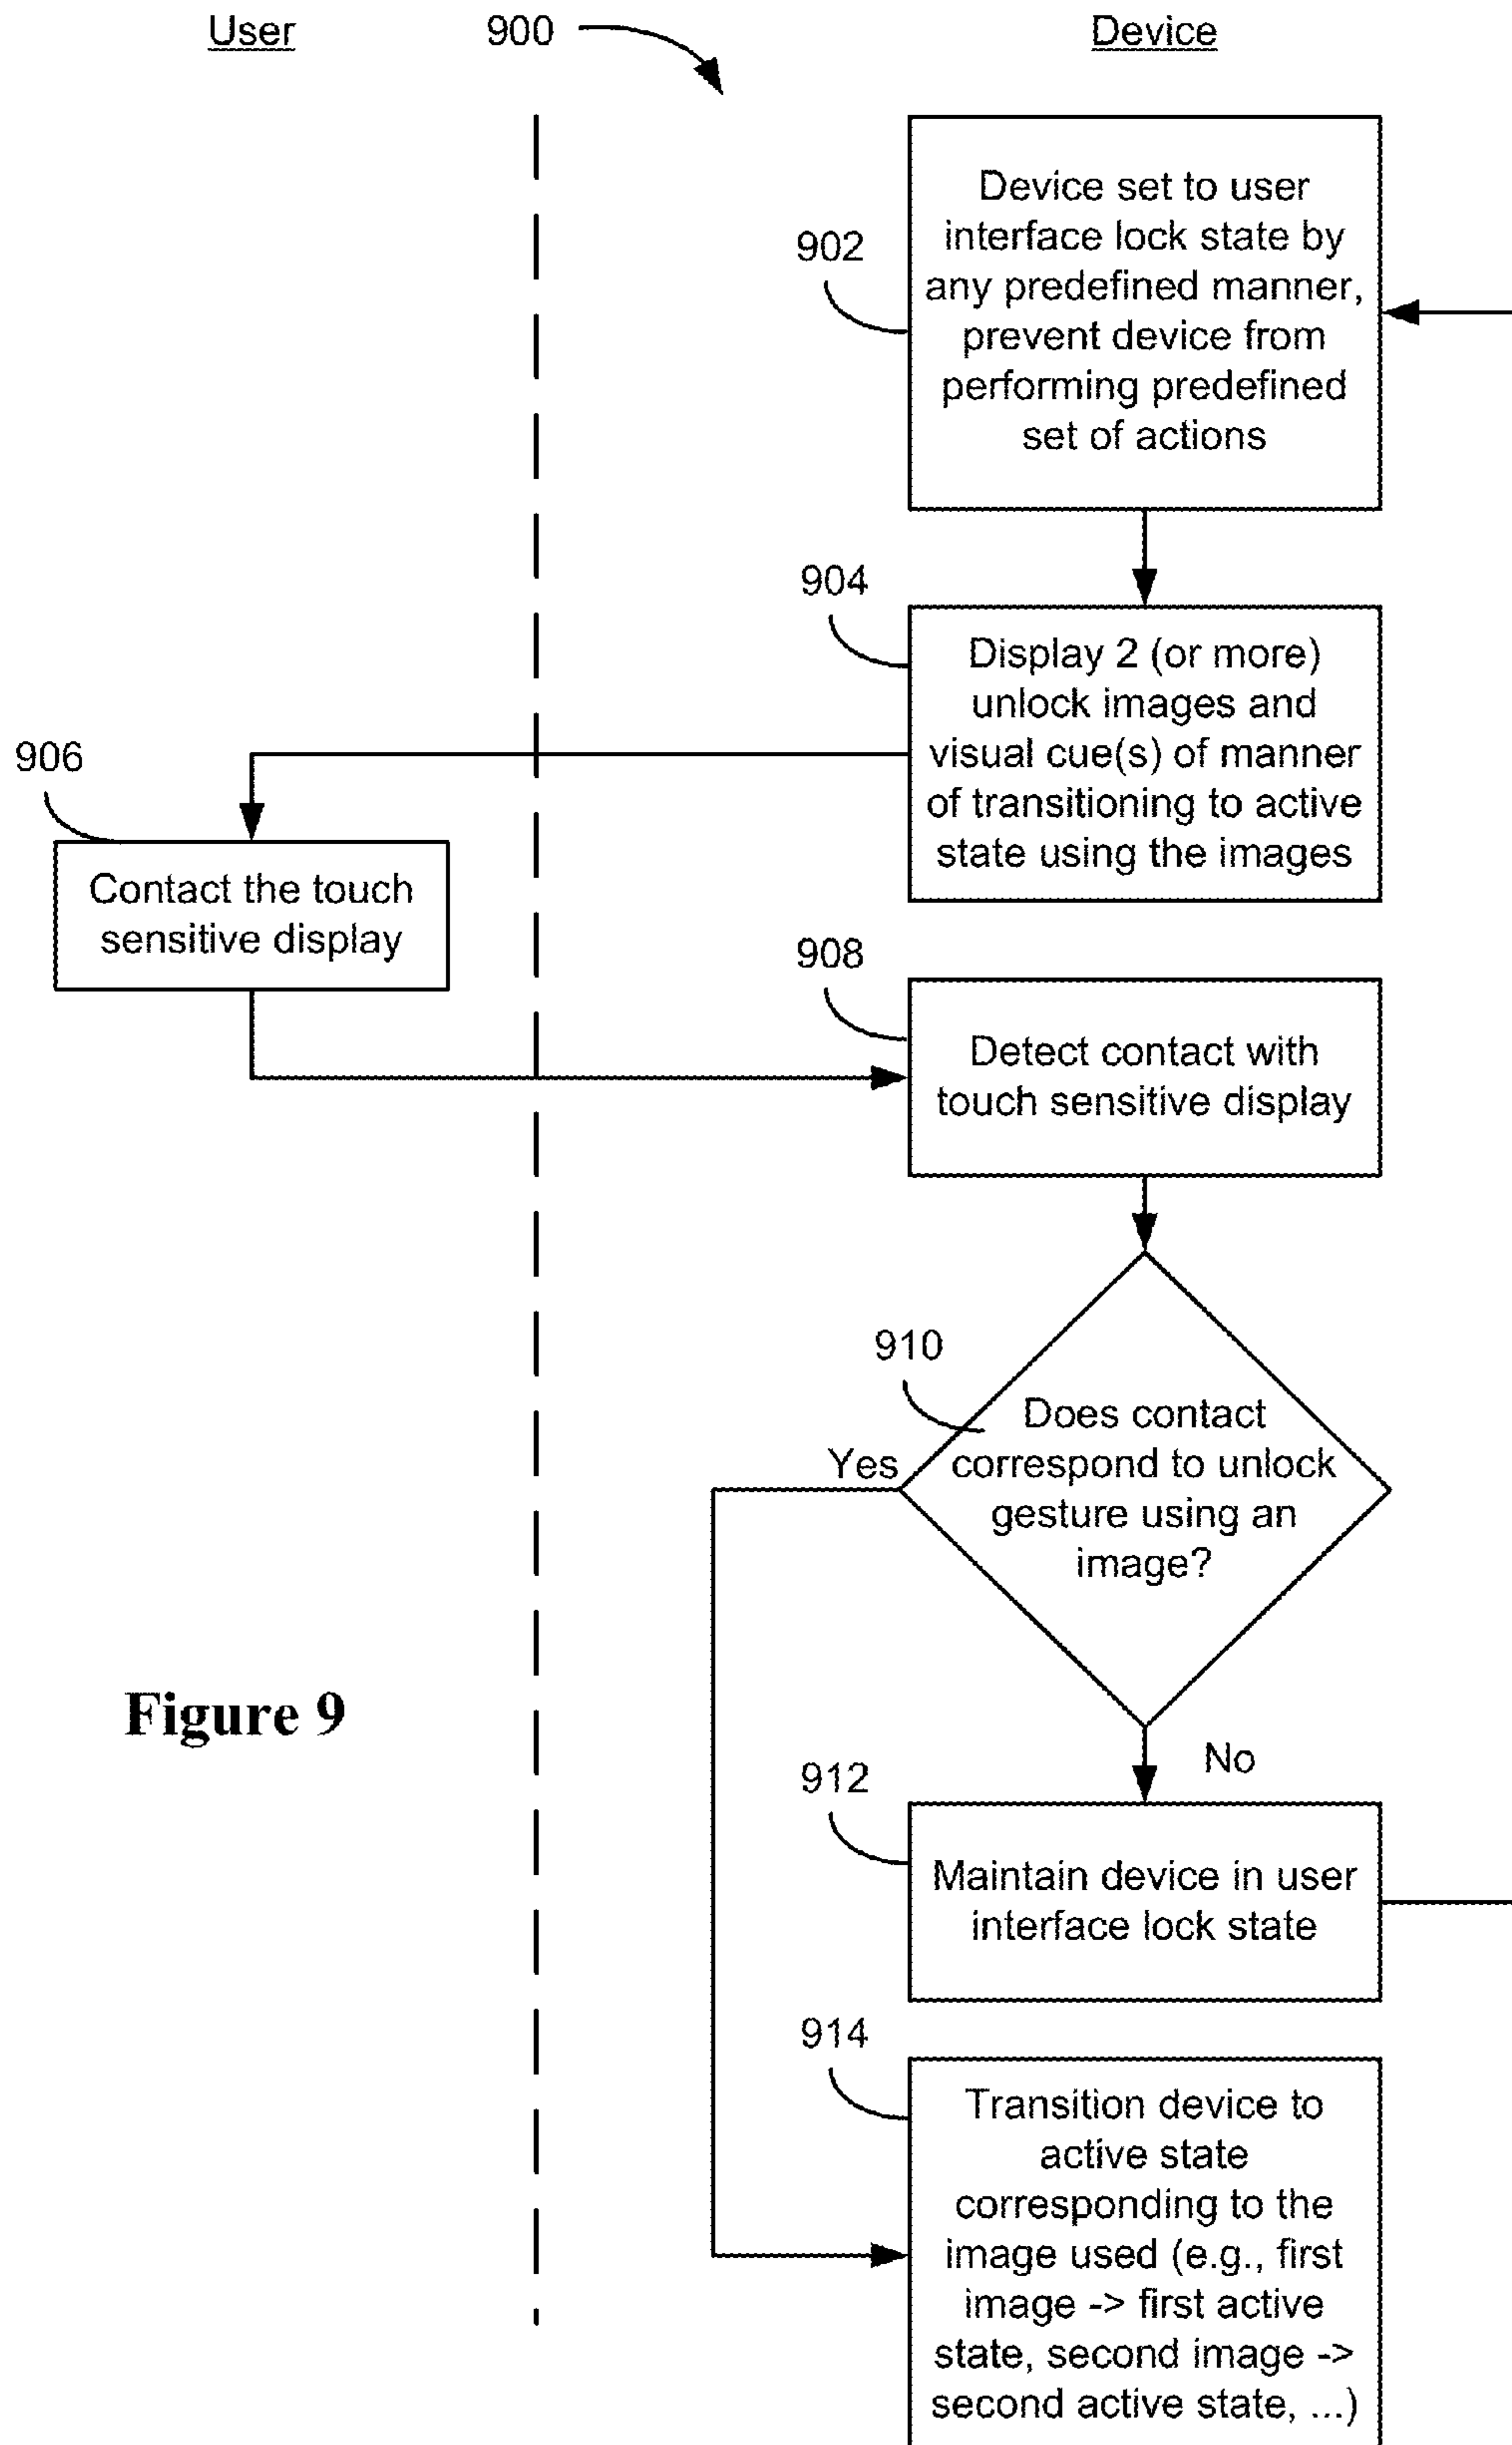 User
900
Device
902
Device set to user
interface lock state by
any predefined manner,
prevent device from
performing predefined
set of actions
904
Display 2 (or more)
unlock images and
visual cue(s) of manner
of transitioning to active
state using the images
906
Contact the touch
sensitive display
908
Detect contact with
touch sensitive display
910
Does contact
correspond to unlock
gesture using an
image?
Yes
No
Figure 9
912
Maintain device in user
interface lock state
914
Transition device to
active state
corresponding to the
image used (e.g., first
image -> first active
state, second image ->
second active state, ...)